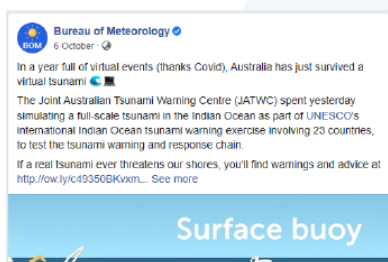 Bureau of Meteorology
BOM
6 October ·
In a year full of virtual events (thanks Covid), Australia has just survived a
virtual tsunami
The Joint Australian Tsunami Warning Centre (JATWC) spent yesterday
simulating a full-scale tsunami in the Indian Ocean as part of UNESCO's
international Indian Ocean tsunami warning exercise involving 23 countries,
to test the tsunami warning and response chain.
If a real tsunami ever threatens our shores, you'll find warnings and advice at
http://ow.ly/c49350BKvxm... See more
Surface buoy